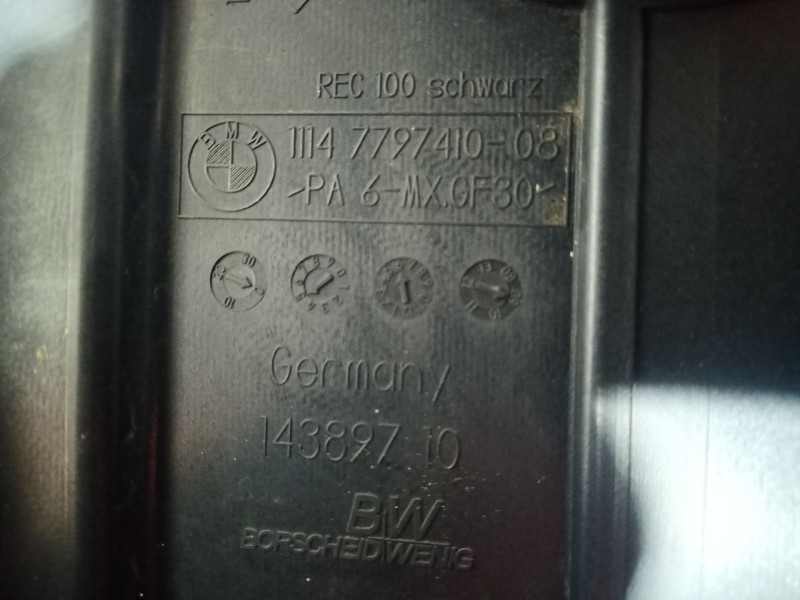 REC 100 schwarz
BMW
1114 7797410-08
>PA 6-MX.GF30<
Germany
143897 10
BW
BORSCHEID WENIG